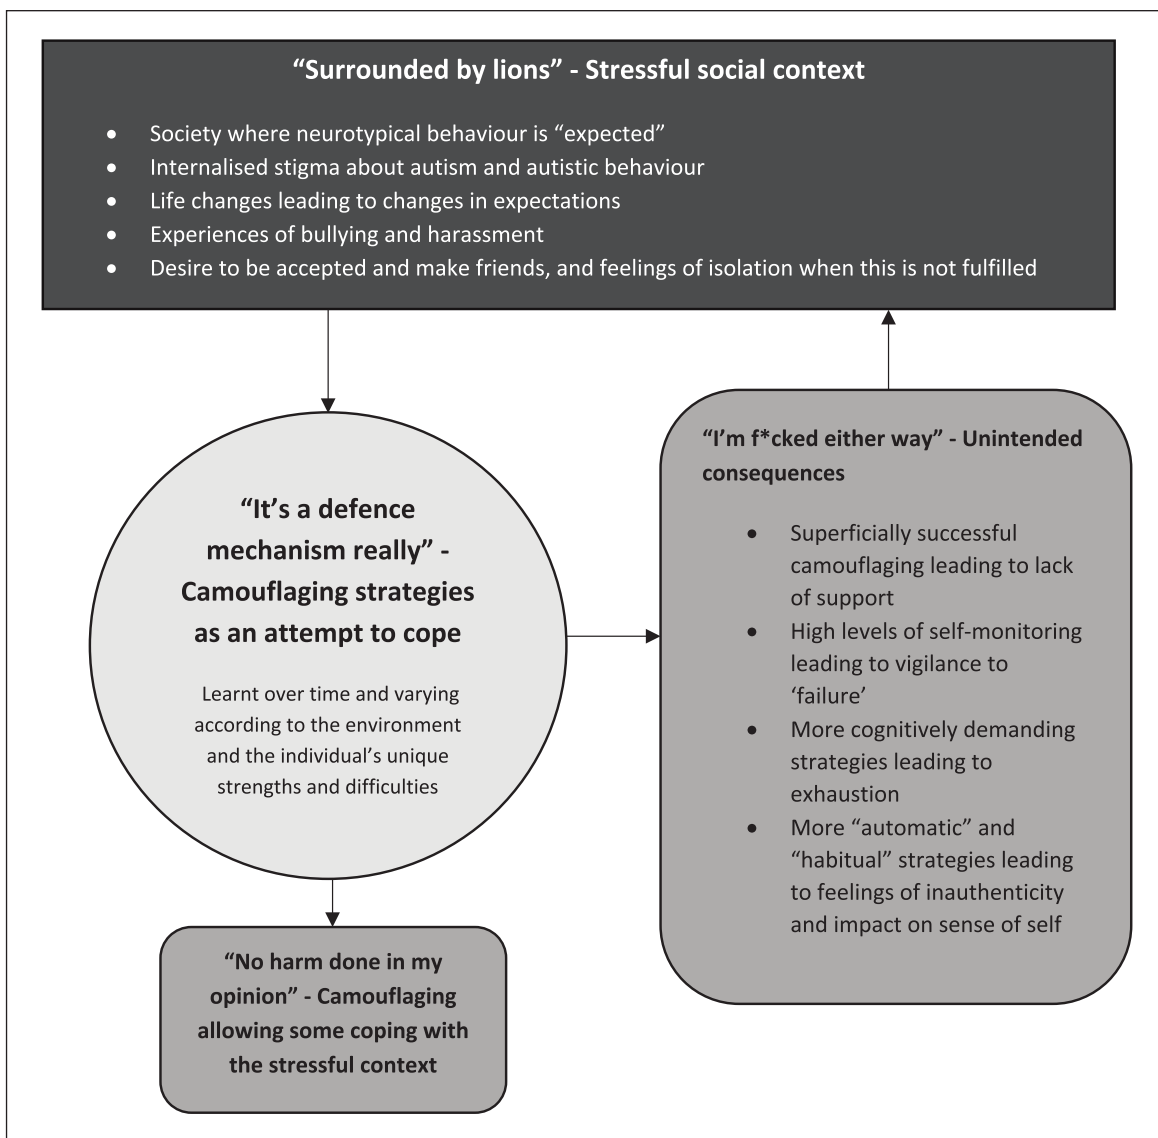 “Surrounded by lions” - Stressful social context
• Society where neurotypical behaviour is “expected”
• Internalised stigma about autism and autistic behaviour
• Life changes leading to changes in expectations
• Experiences of bullying and harassment
• Desire to be accepted and make friends, and feelings of isolation when this is not fulfilled
“It’s a defence
mechanism really” -
Camouflaging strategies
as an attempt to cope
Learnt over time and varying
according to the environment
and the individual’s unique
strengths and difficulties
“I’m f*cked either way” - Unintended
consequences
• Superficially successful
camouflaging leading to lack
of support
• High levels of self-monitoring
leading to vigilance to
‘failure’
• More cognitively demanding
strategies leading to
exhaustion
• More “automatic” and
“habitual” strategies leading
to feelings of inauthenticity
and impact on sense of self
“No harm done in my
opinion” - Camouflaging
allowing some coping with
the stressful context